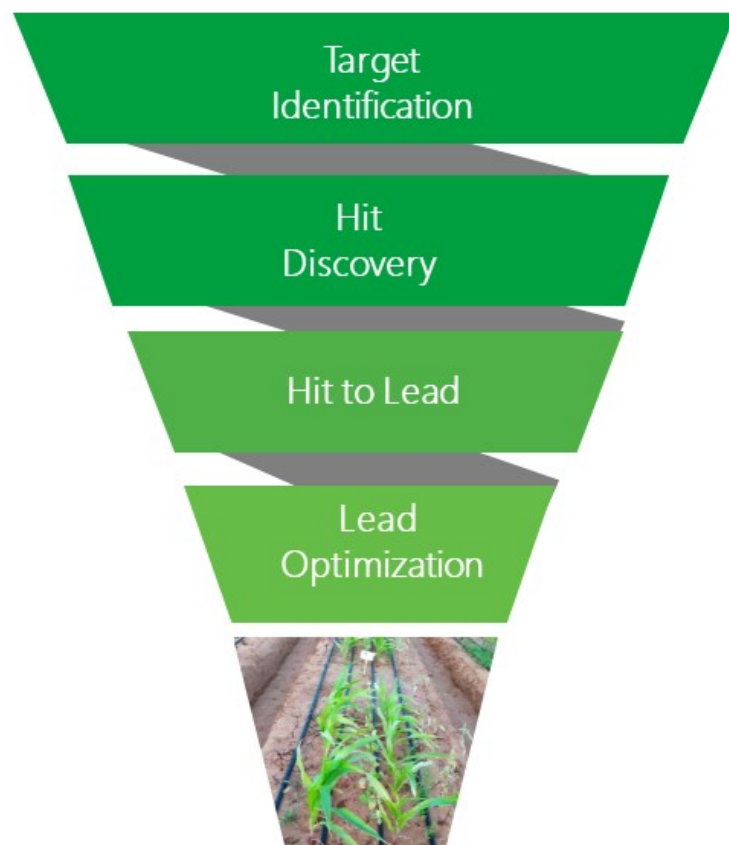 Target
Identification
Hit
Discovery
Hit to Lead
Lead
Optimization